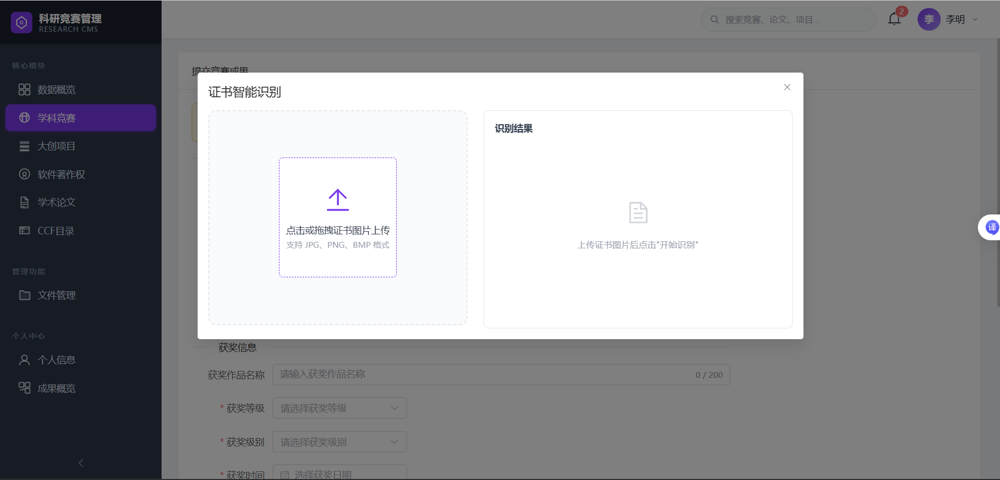 科研竞赛管理
RESEARCH CMS
搜索竞赛、论文、项目...
2
李
李明
核心模块
数据概览
学科竞赛
大创项目
软件著作权
学术论文
CCF目录
管理功能
文件管理
个人中心
个人信息
成果概览
提交竞赛成果
证书智能识别
点击或拖拽证书图片上传
支持 JPG、PNG、BMP 格式
识别结果
上传证书图片后点击"开始识别"
译
获奖信息
获奖作品名称
请输入获奖作品名称
0 / 200
* 获奖等级
请选择获奖等级
* 获奖级别
请选择获奖级别
* 获奖时间
选择获奖日期